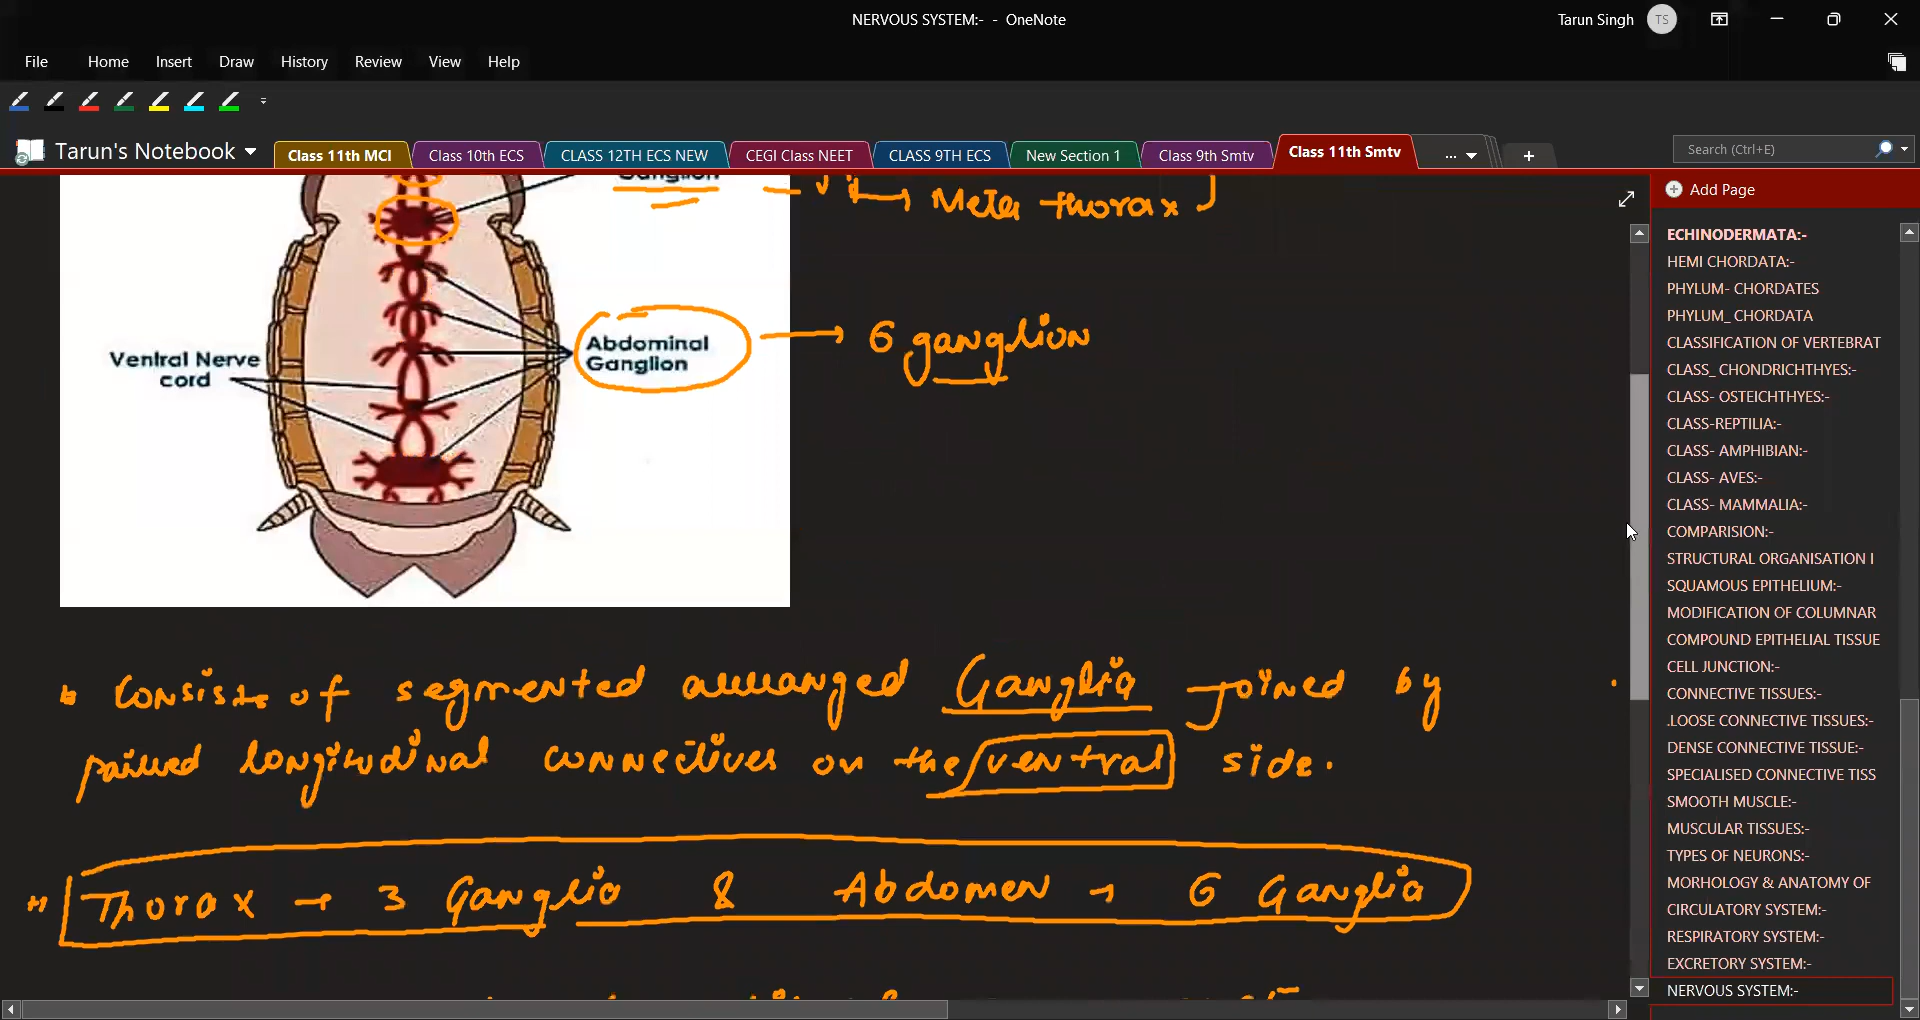 NERVOUS SYSTEM:- - OneNote
Tarun Singh TS
File Home Insert Draw History Review View Help
Tarun's Notebook
Class 11th MCI
Class 10th ECS
CLASS 12TH ECS NEW
CEGI Class NEET
CLASS 9TH ECS
New Section 1
Class 9th Smtv
Class 11th Smtv
...
+
Search (Ctrl+E)
Ganglion
Meta thorax
Abdominal
Ganglion
6 ganglion
Ventral Nerve
cord
Consists of segmented arranged Ganglia joined by
paired longitudinal connectives on the ventral side.
Thorax → 3 Ganglia & Abdomen → 6 Ganglia
Add Page
ECHINODERMATA:-
HEMI CHORDATA:-
PHYLUM- CHORDATES
PHYLUM_ CHORDATA
CLASSIFICATION OF VERTEBRAT
CLASS_ CHONDRICHTHYES:-
CLASS- OSTEICHTHYES:-
CLASS-REPTILIA:-
CLASS- AMPHIBIAN:-
CLASS- AVES:-
CLASS- MAMMALIA:-
COMPARISION:-
STRUCTURAL ORGANISATION I
SQUAMOUS EPITHELIUM:-
MODIFICATION OF COLUMNAR
COMPOUND EPITHELIAL TISSUE
CELL JUNCTION:-
CONNECTIVE TISSUES:-
.LOOSE CONNECTIVE TISSUES:-
DENSE CONNECTIVE TISSUE:-
SPECIALISED CONNECTIVE TISS
SMOOTH MUSCLE:-
MUSCULAR TISSUES:-
TYPES OF NEURONS:-
MORHOLOGY & ANATOMY OF
CIRCULATORY SYSTEM:-
RESPIRATORY SYSTEM:-
EXCRETORY SYSTEM:-
NERVOUS SYSTEM:-